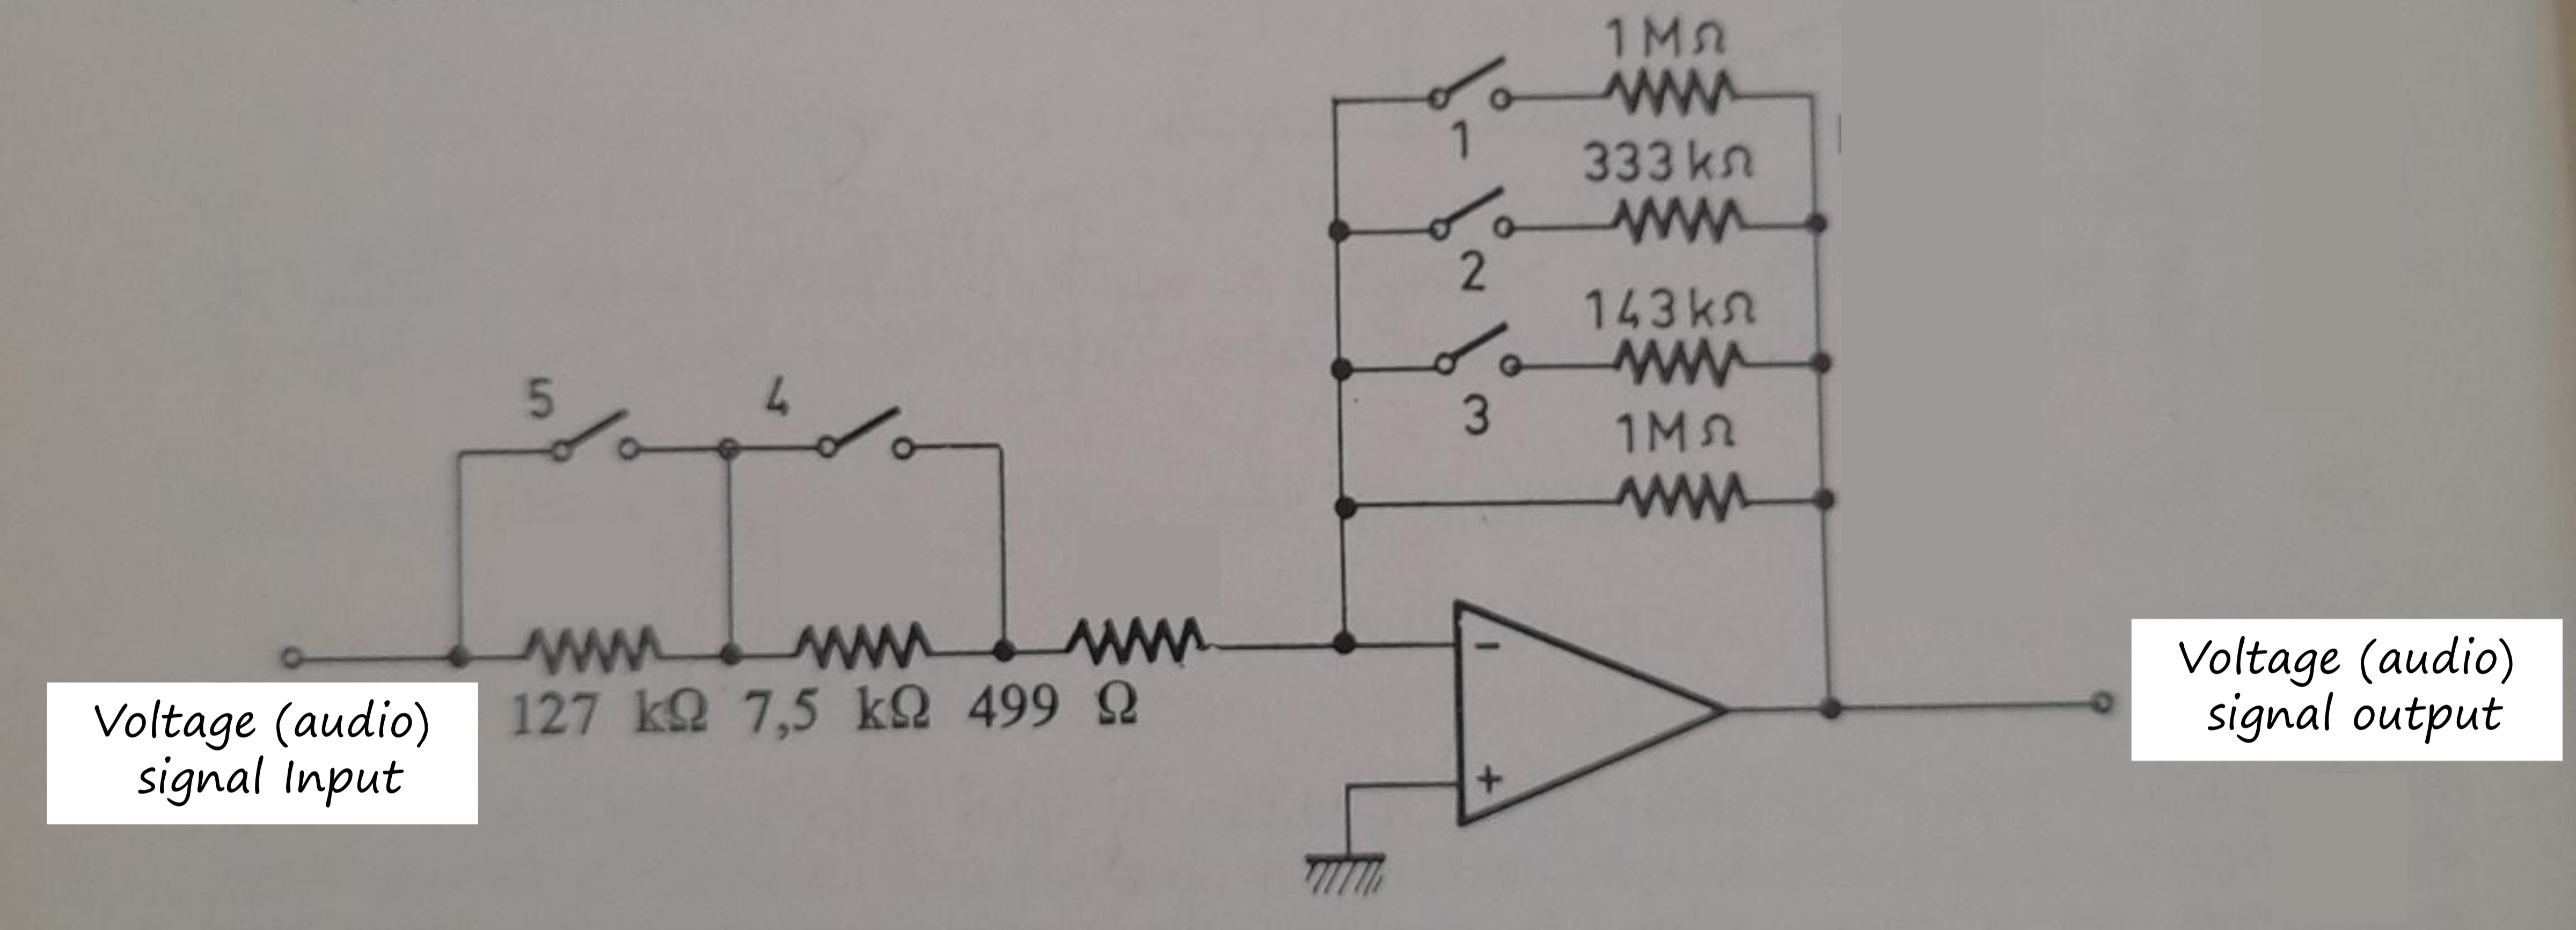 1 MΩ
1
333 kΩ
2
143 kΩ
3
1 MΩ
5
4
127 kΩ 7,5 kΩ 499 Ω
−
+
Voltage (audio)
signal Input
Voltage (audio)
signal output